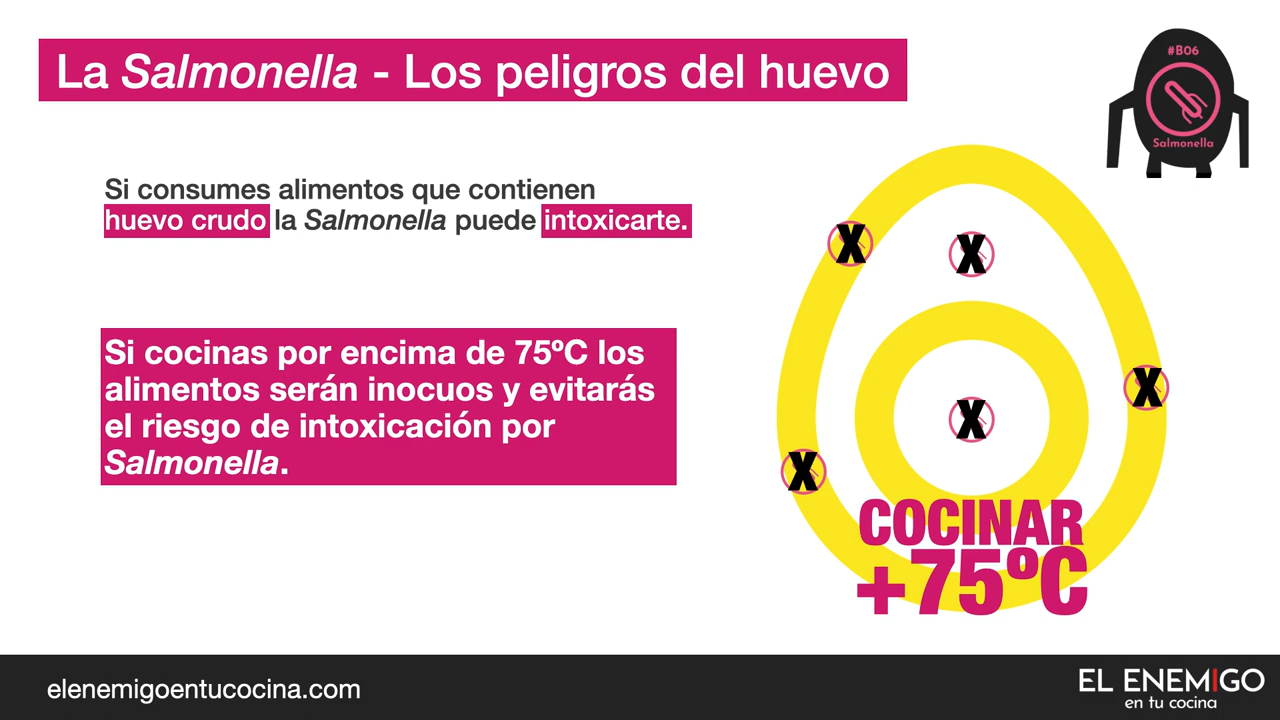 La Salmonella - Los peligros del huevo
#B06
Salmonella
Si consumes alimentos que contienen
huevo crudo la Salmonella puede intoxicarte.
Si cocinas por encima de 75ºC los
alimentos serán inocuos y evitarás
el riesgo de intoxicación por
Salmonella.
X
X
X
X
X
COCINAR
+75ºC
elenemigoentucocina.com
EL ENEMIGO
en tu cocina